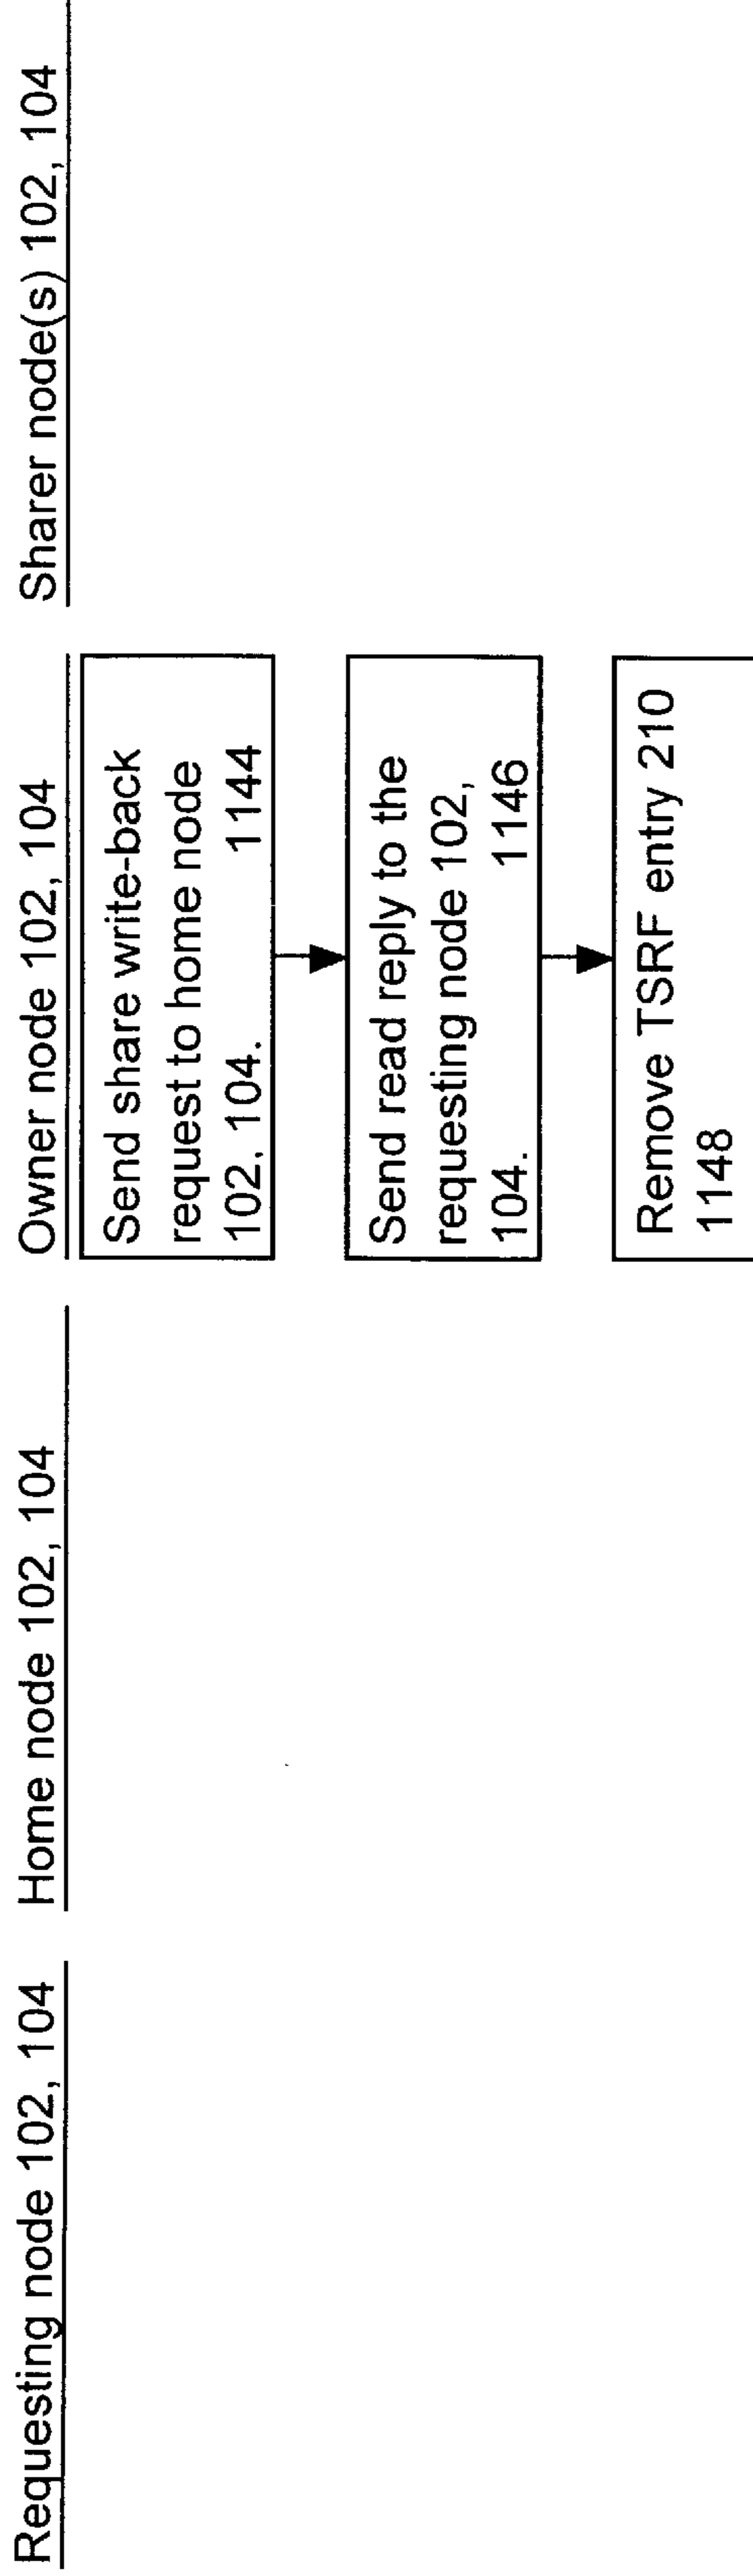 Requesting node 102, 104
Home node 102, 104
Owner node 102, 104
Sharer node(s) 102, 104
Send share write-back
request to home node
102, 104. 1144
Send read reply to the
requesting node 102,
104. 1146
Remove TSRF entry 210
1148